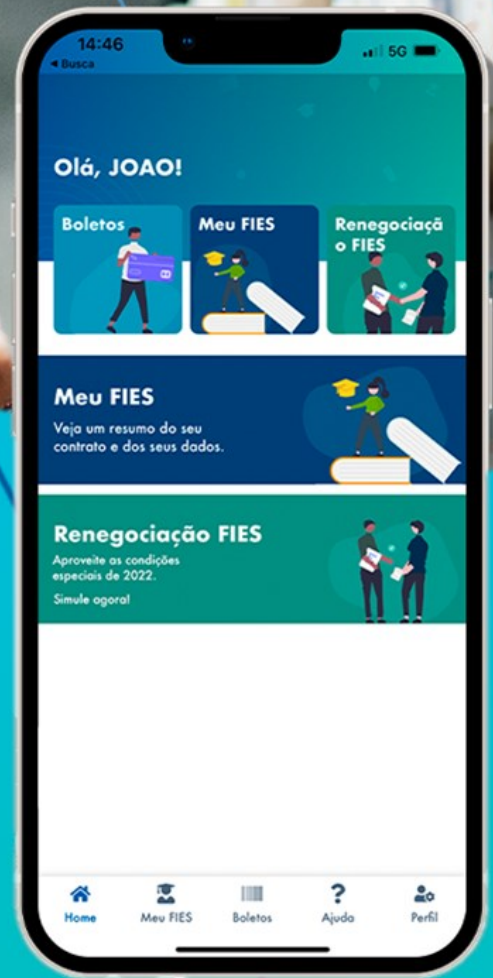 14:46
5G
◀ Busca
Olá, JOAO!
Boletos
Meu FIES
Renegociaçã
o FIES
Meu FIES
Veja um resumo do seu
contrato e dos seus dados.
Renegociação FIES
Aproveite as condições
especiais de 2022.
Simule agora!
Home
Meu FIES
Boletos
Ajuda
Perfil